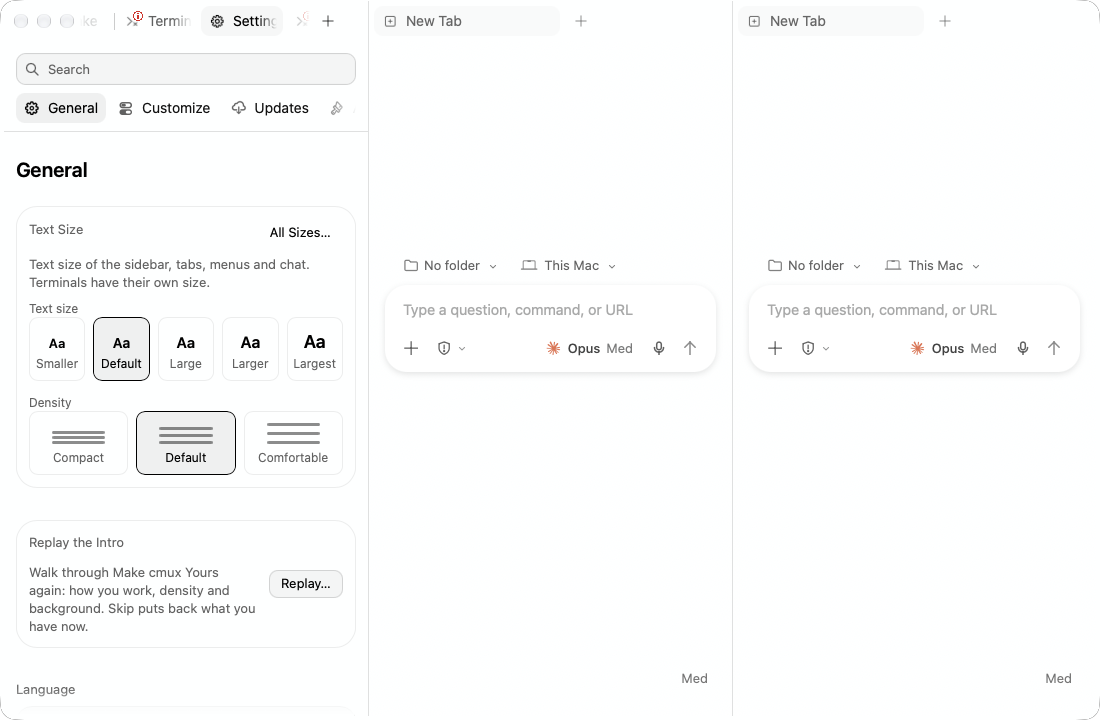 ke
Termin
Setting
Search
General
Customize
Updates
General
Text Size
All Sizes...
Text size of the sidebar, tabs, menus and chat.
Terminals have their own size.
Text size
Aa
Aa
Aa
Aa
Aa
Smaller
Default
Large
Larger
Largest
Density
Compact
Default
Comfortable
Replay the Intro
Walk through Make cmux Yours
again: how you work, density and
background. Skip puts back what you
have now.
Replay...
Language
New Tab
No folder
This Mac
Type a question, command, or URL
Opus Med
Med
New Tab
No folder
This Mac
Type a question, command, or URL
Opus Med
Med